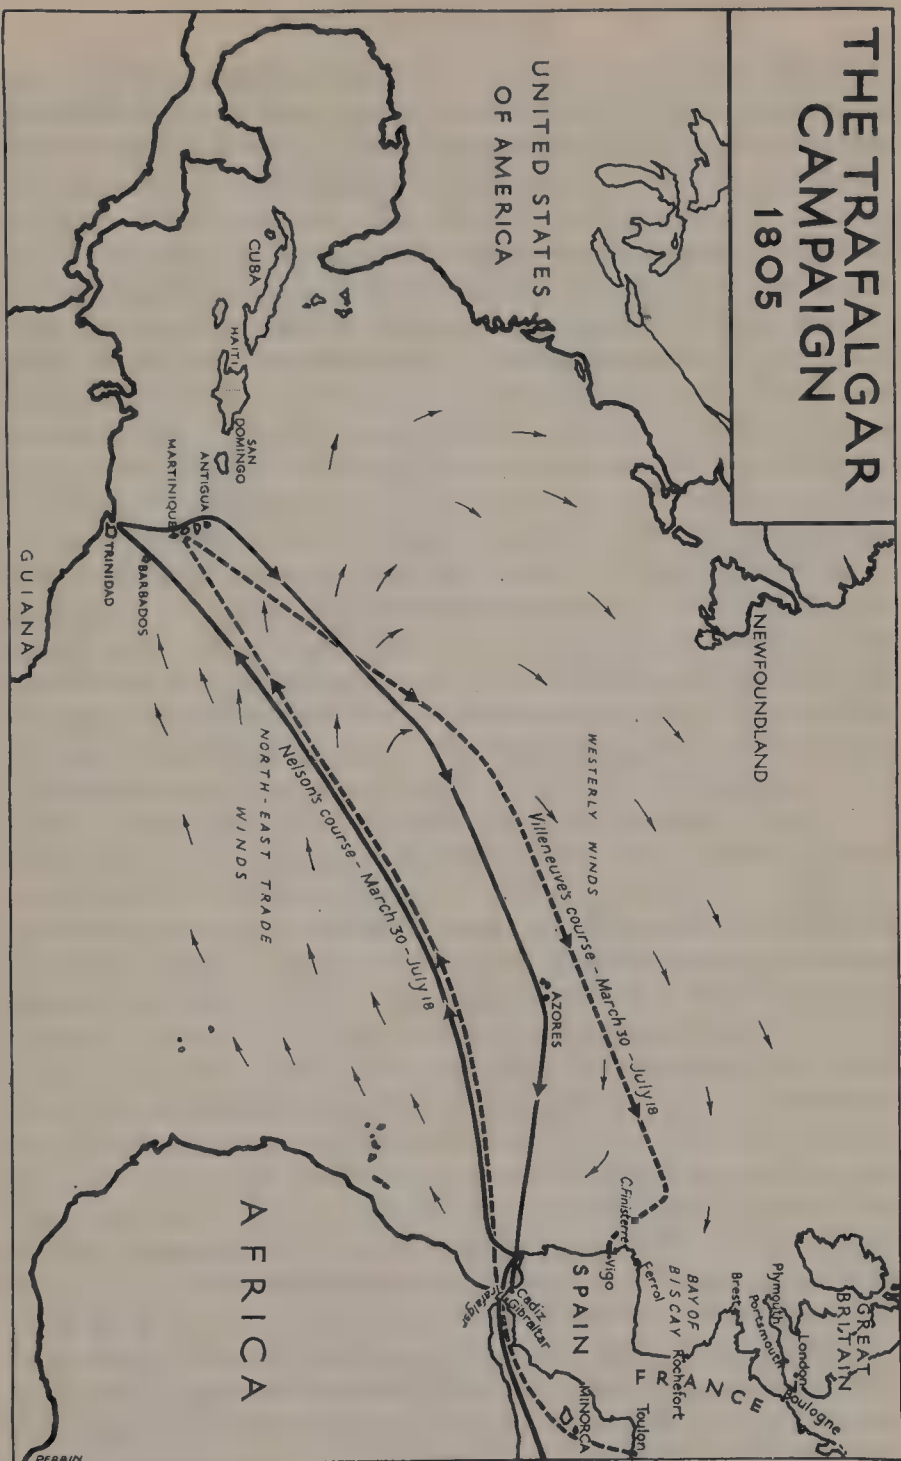 THE TRAFALGAR
CAMPAIGN
1805
UNITED STATES
OF AMERICA
NEWFOUNDLAND
CUBA
HAITI
SAN
DOMINGO
ANTIGUA
MARTINIQUE
BARBADOS
TRINIDAD
GUIANA
WESTERLY WINDS
Villeneuve's course - March 30 - July 18
NORTH-EAST TRADE
WINDS
Nelson's course - March 30 - July 18
AZORES
AFRICA
GREAT
BRITAIN
London
Plymouth
Portsmouth
Boulogne
Brest
FRANCE
BAY OF
BISCAY
Rochefort
Ferrol
C. Finisterre
Vigo
SPAIN
Cadiz
Gibraltar
Trafalgar
MINORCA
Toulon
PERRIN